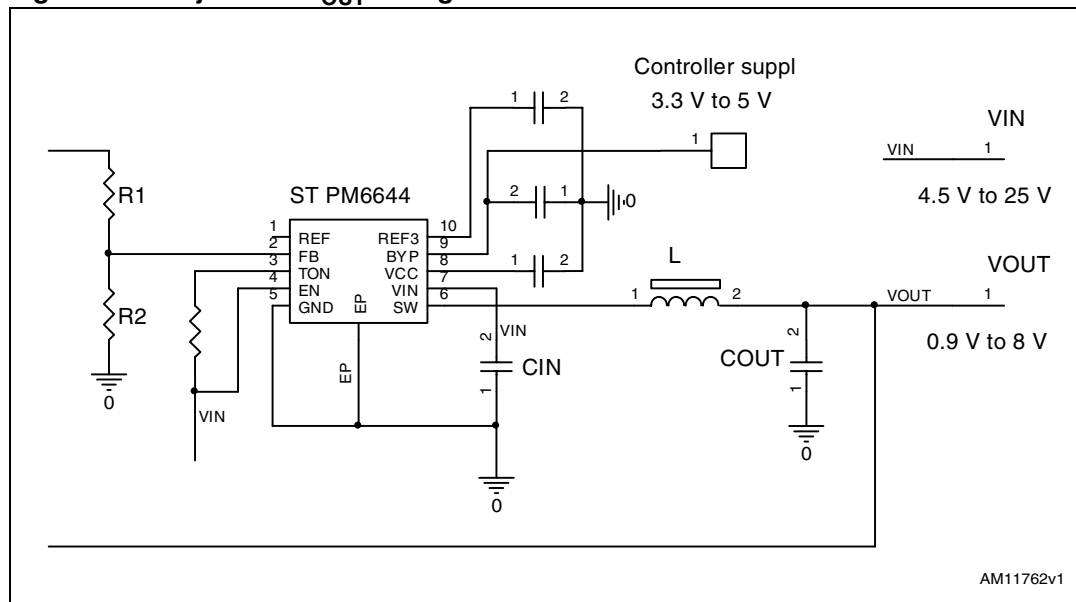 Controller suppl
3.3 V to 5 V
1 2
1
VIN
VIN 1
4.5 V to 25 V
R1
ST PM6644
2 1
0
1 REF REF3 10
2 FB BYP 9
3 TON VCC 8
4 EN VIN 7
5 GND SW 6
EP
1 2
L
1 2
VOUT
VOUT 1
0.9 V to 8 V
R2
0
VIN
EP
VIN
2
CIN
1
0
2
COUT
1
0
AM11762v1